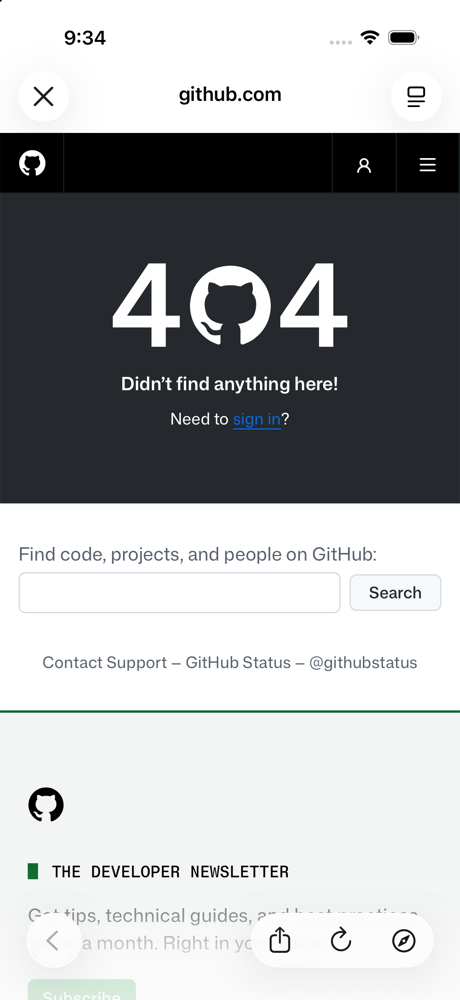 9:34
github.com
404
Didn’t find anything here!
Need to sign in?
Find code, projects, and people on GitHub:
Search
Contact Support — GitHub Status — @githubstatus
THE DEVELOPER NEWSLETTER
Get tips, technical guides, and best practices
a month. Right in
Subscribe